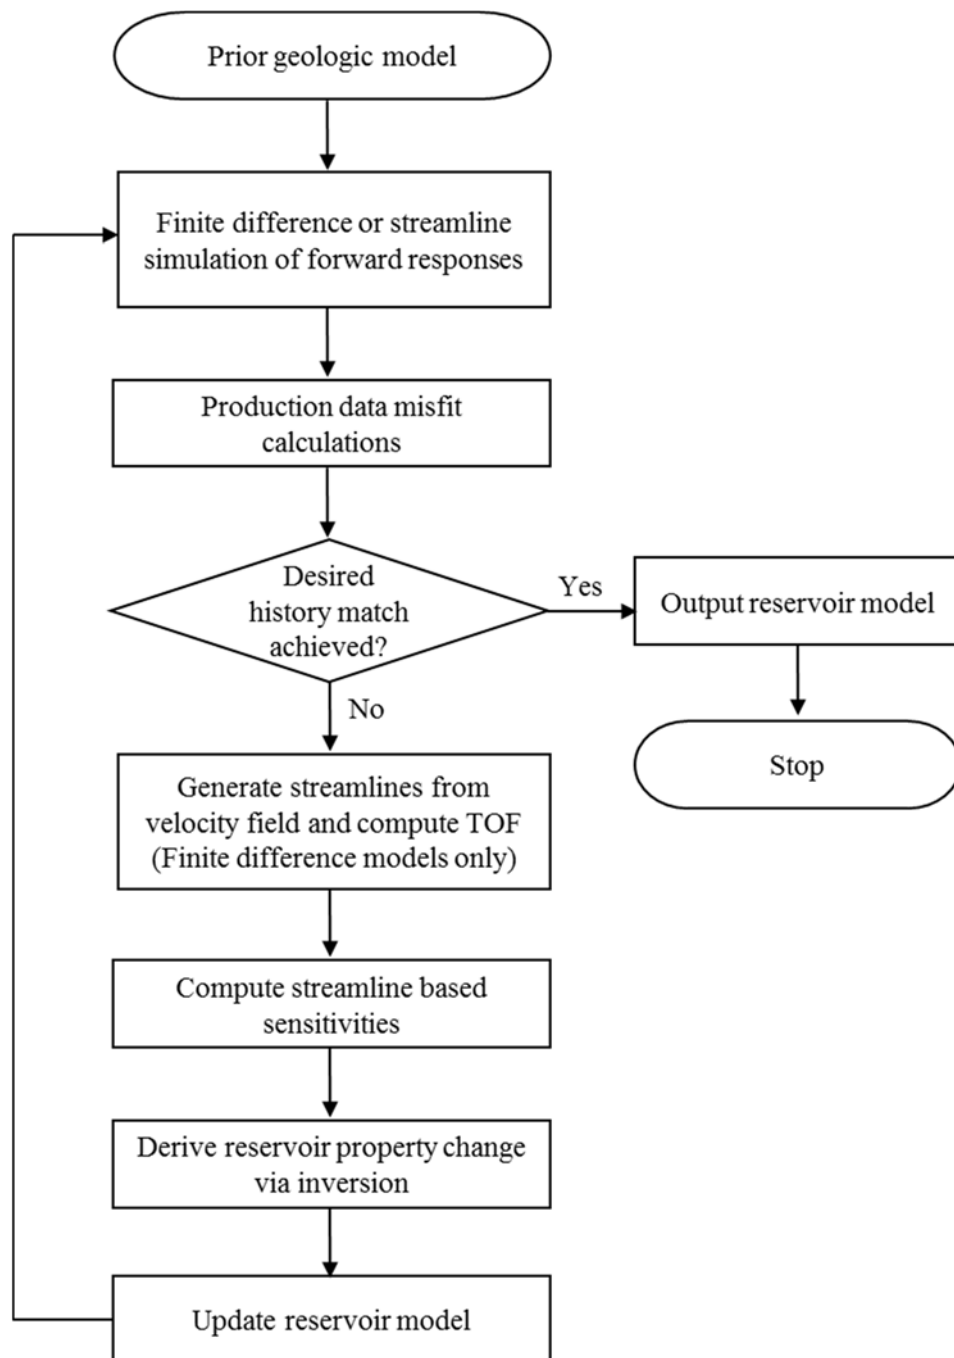 Prior geologic model
Finite difference or streamline
simulation of forward responses
Production data misfit
calculations
Desired
history match
achieved?
Yes
Output reservoir model
Stop
No
Generate streamlines from
velocity field and compute TOF
(Finite difference models only)
Compute streamline based
sensitivities
Derive reservoir property change
via inversion
Update reservoir model